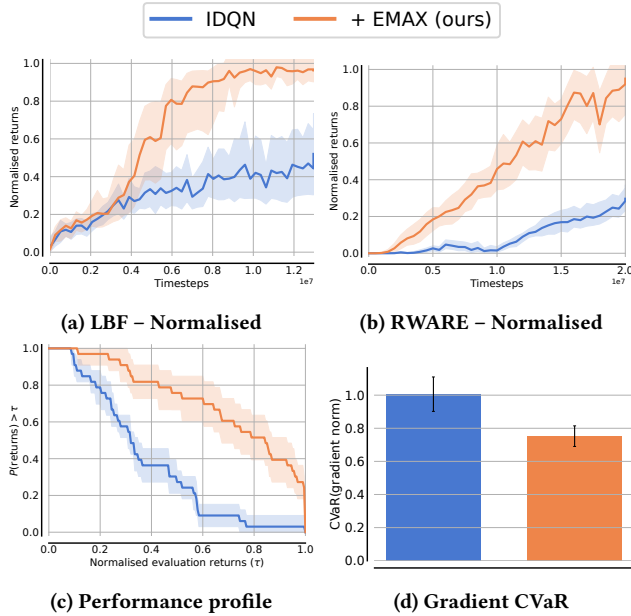 IDQN + EMAX (ours)
Normalised returns
1.0
0.8
0.6
0.4
0.2
0.0
0.0 0.2 0.4 0.6 0.8 1.0 1.2
1e7
Timesteps
(a) LBF – Normalised
Normalised returns
1.0
0.8
0.6
0.4
0.2
0.0
0.0 0.5 1.0 1.5 2.0
1e7
Timesteps
(b) RWARE – Normalised
P(returns) > τ
1.0
0.8
0.6
0.4
0.2
0.0
0.0 0.2 0.4 0.6 0.8 1.0
Normalised evaluation returns (τ)
(c) Performance profile
CVaR(gradient norm)
1.0
0.8
0.6
0.4
0.2
0.0
(d) Gradient CVaR